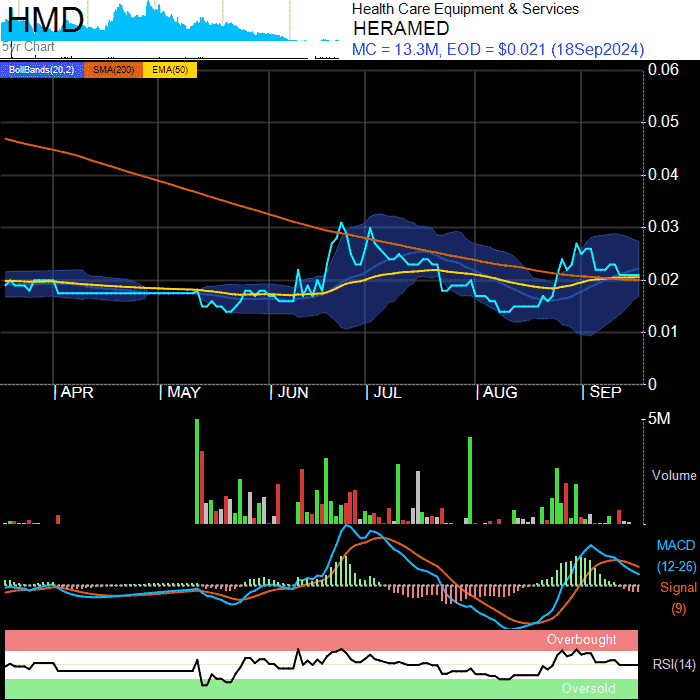 HMD
5yr Chart
Health Care Equipment & Services
HERAMED
MC = 13.3M, EOD = $0.021 (18Sep2024)
BollBands(20,2) SMA(200) EMA(50)
0.06
0.05
0.04
0.03
0.02
0.01
0
APR MAY JUN JUL AUG SEP
5M
Volume
MACD
(12-26)
Signal
(9)
Overbought
RSI(14)
Oversold